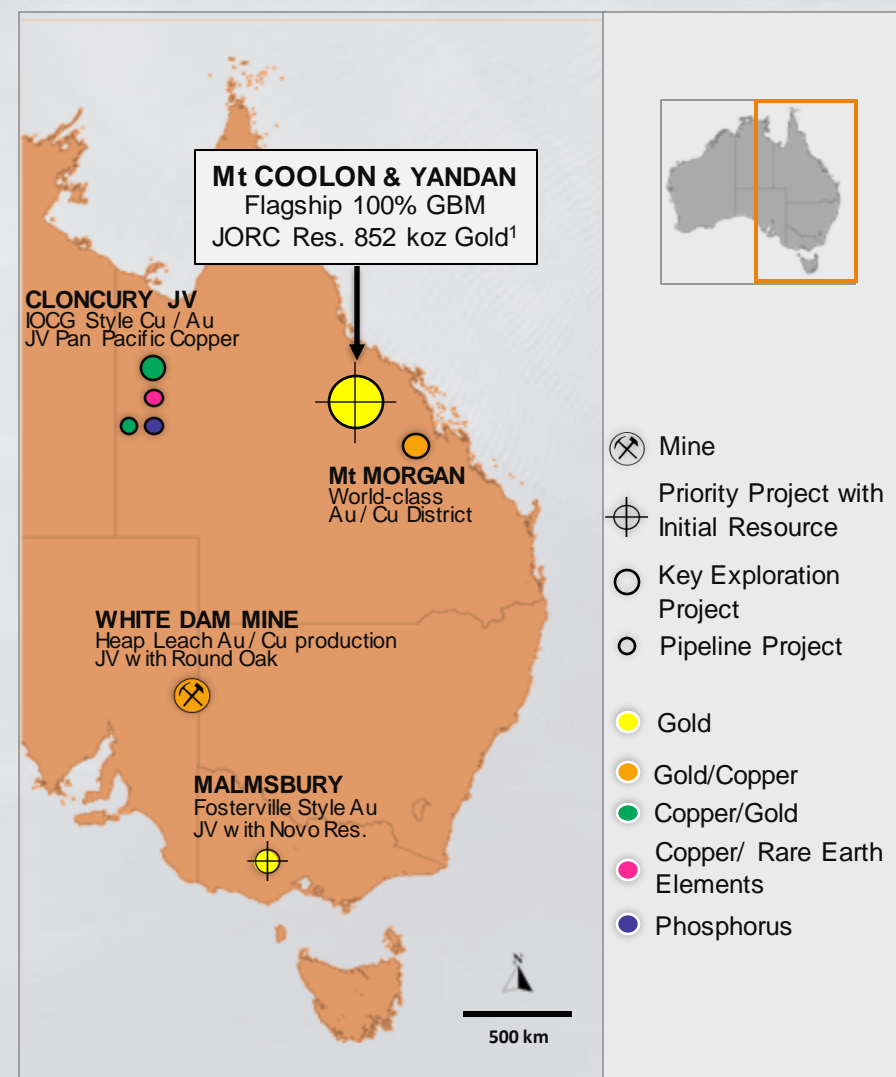 Mt COOLON & YANDAN
Flagship 100% GBM
JORC Res. 852 koz Gold¹
CLONCURY JV
IOCG Style Cu / Au
JV Pan Pacific Copper
Mt MORGAN
World-class
Au / Cu District
WHITE DAM MINE
Heap Leach Au / Cu production
JV with Round Oak
MALMSBURY
Fosterville Style Au
JV with Novo Res.
N
500 km
Mine
Priority Project with
Initial Resource
Key Exploration
Project
Pipeline Project
Gold
Gold/Copper
Copper/Gold
Copper/ Rare Earth
Elements
Phosphorus